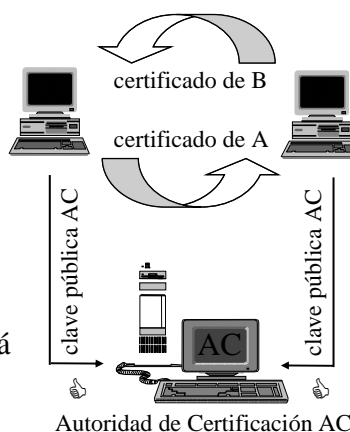 certificado de B
certificado de A
clave pública AC
clave pública AC
á
AC
Autoridad de Certificación AC